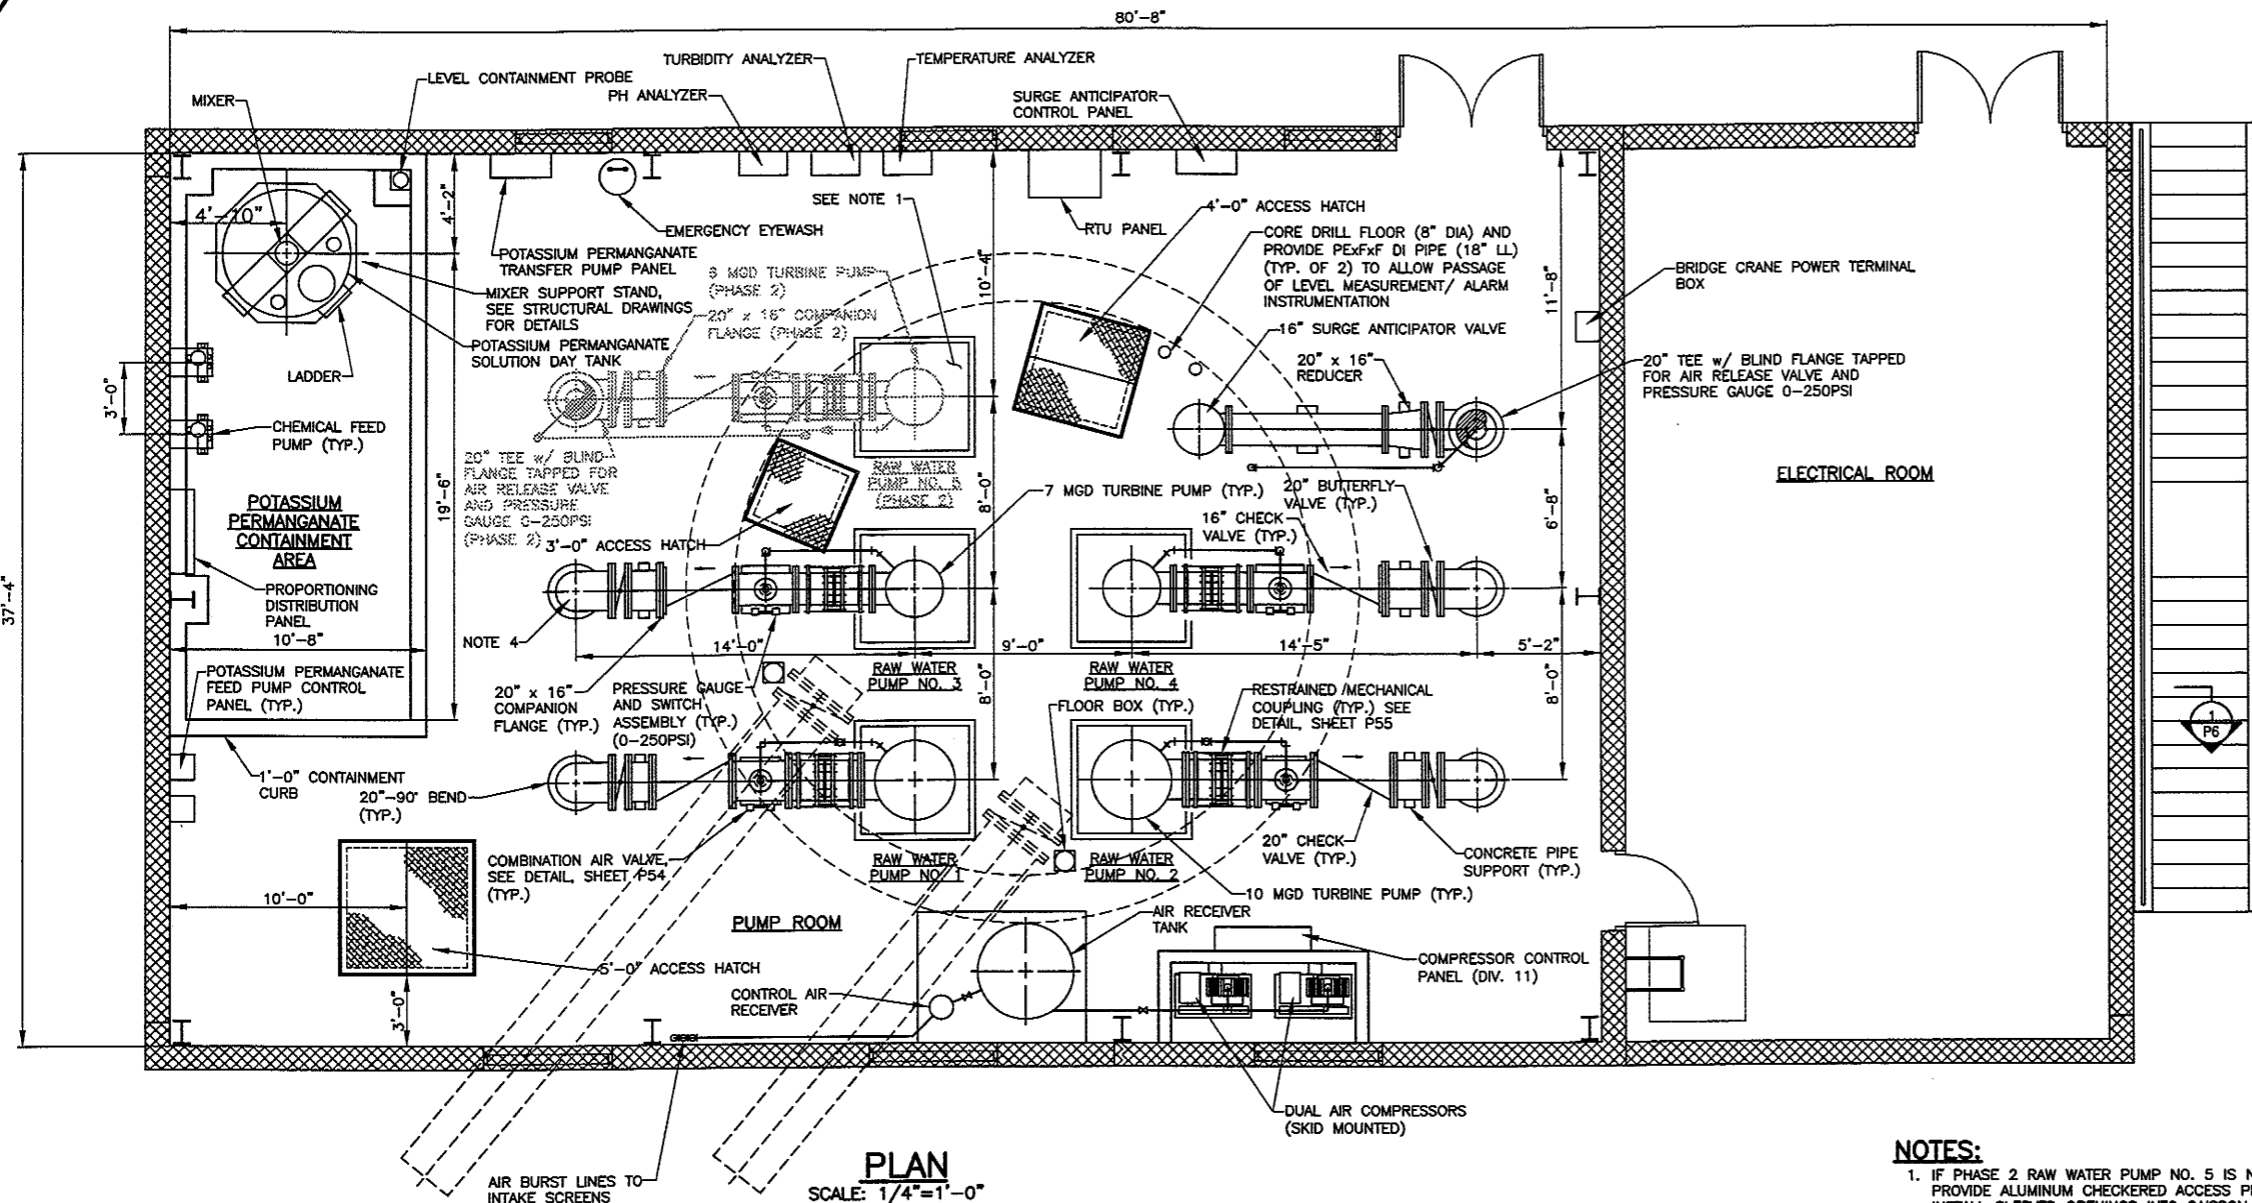 80'-8"
TURBIDITY ANALYZER
TEMPERATURE ANALYZER
LEVEL CONTAINMENT PROBE
MIXER
PH ANALYZER
SURGE ANTICIPATOR
CONTROL PANEL
4'-2"
4'-10"
SEE NOTE 1
4'-0" ACCESS HATCH
EMERGENCY EYEWASH
RTU PANEL
CORE DRILL FLOOR (8" DIA) AND
PROVIDE PExFxF DI PIPE (18" LL)
(TYP. OF 2) TO ALLOW PASSAGE
OF LEVEL MEASUREMENT/ ALARM
INSTRUMENTATION
POTASSIUM PERMANGANATE
TRANSFER PUMP PANEL
MGD TURBINE PUMP
(PHASE 2)
10'-4"
11'-8"
BRIDGE CRANE POWER TERMINAL
BOX
MIXER SUPPORT STAND,
SEE STRUCTURAL DRAWINGS
FOR DETAILS
20" x 16" COMPANION
FLANGE (PHASE 2)
16" SURGE ANTICIPATOR VALVE
POTASSIUM PERMANGANATE
SOLUTION DAY TANK
20" x 16"
REDUCER
20" TEE w/ BLIND FLANGE TAPPED
FOR AIR RELEASE VALVE AND
PRESSURE GAUGE 0-250PSI
LADDER
3'-0"
CHEMICAL FEED
PUMP (TYP.)
20" TEE w/ BLIND
FLANGE TAPPED FOR
AIR RELEASE VALVE
AND PRESSURE
GAUGE 0-250PSI
(PHASE 2)
RAW WATER
PUMP NO. 5
(PHASE 2)
ELECTRICAL ROOM
19'-6"
8'-0"
7 MGD TURBINE PUMP (TYP.)
20" BUTTERFLY
VALVE (TYP.)
6'-8"
POTASSIUM
PERMANGANATE
CONTAINMENT
AREA
16" CHECK
VALVE (TYP.)
3'-0" ACCESS HATCH
37'-4"
PROPORTIONING
DISTRIBUTION
PANEL
NOTE 4
10'-8"
14'-0"
9'-0"
14'-5"
5'-2"
POTASSIUM PERMANGANATE
FEED PUMP CONTROL
PANEL (TYP.)
RAW WATER
PUMP NO. 3
RAW WATER
PUMP NO. 4
20" x 16"
COMPANION
FLANGE (TYP.)
PRESSURE GAUGE
AND SWITCH
ASSEMBLY (TYP.)
(0-250PSI)
8'-0"
FLOOR BOX (TYP.)
RESTRAINED MECHANICAL
COUPLING (TYP.) SEE
DETAIL, SHEET P55
8'-0"
1
P6
1'-0" CONTAINMENT
CURB
20"-90° BEND
(TYP.)
COMBINATION AIR VALVE,
SEE DETAIL, SHEET P54
(TYP.)
RAW WATER
PUMP NO. 1
RAW WATER
PUMP NO. 2
20" CHECK
VALVE (TYP.)
CONCRETE PIPE
SUPPORT (TYP.)
10'-0"
10 MGD TURBINE PUMP (TYP.)
PUMP ROOM
AIR RECEIVER
TANK
5'-0" ACCESS HATCH
COMPRESSOR CONTROL
PANEL (DIV. 11)
3'-0"
CONTROL AIR
RECEIVER
DUAL AIR COMPRESSORS
(SKID MOUNTED)
AIR BURST LINES TO
INTAKE SCREENS
PLAN
SCALE: 1/4"=1'-0"
NOTES:
1. IF PHASE 2 RAW WATER PUMP NO. 5 IS
PROVIDE ALUMINUM CHECKERED ACCESS